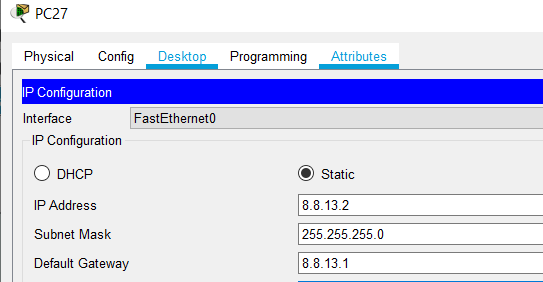 PC27
Physical Config Desktop Programming Attributes
IP Configuration
Interface FastEthernet0
IP Configuration
DHCP Static
IP Address 8.8.13.2
Subnet Mask 255.255.255.0
Default Gateway 8.8.13.1